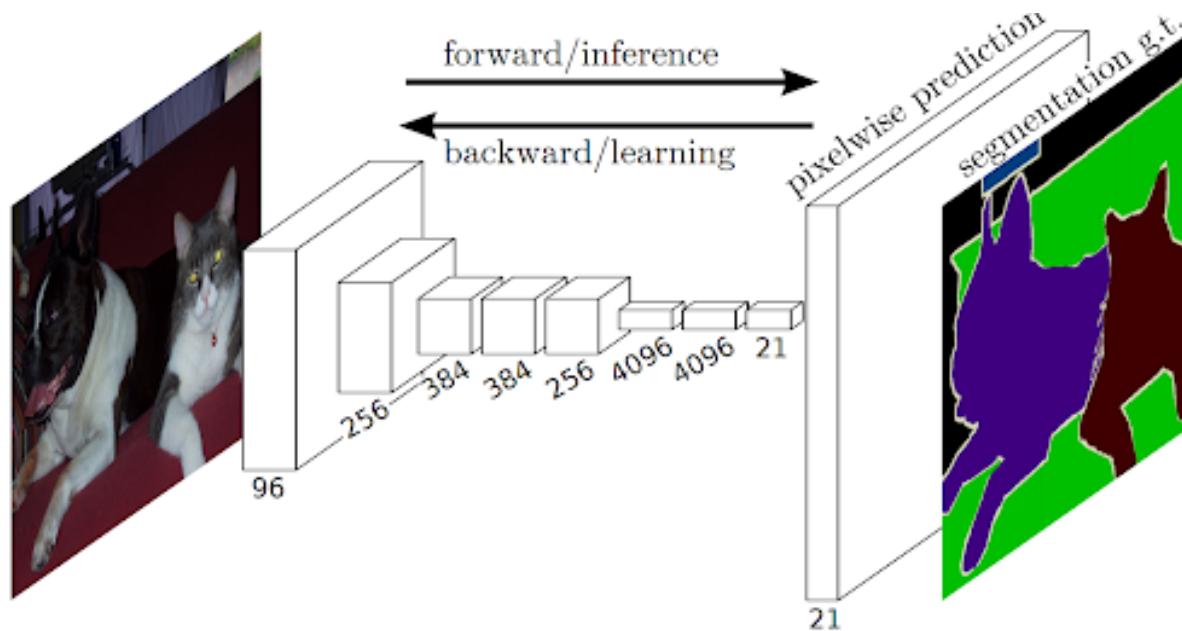 forward/inference
backward/learning
pixelwise prediction
segmentation g.t.
96
256
384
384
256
4096
4096
21
21